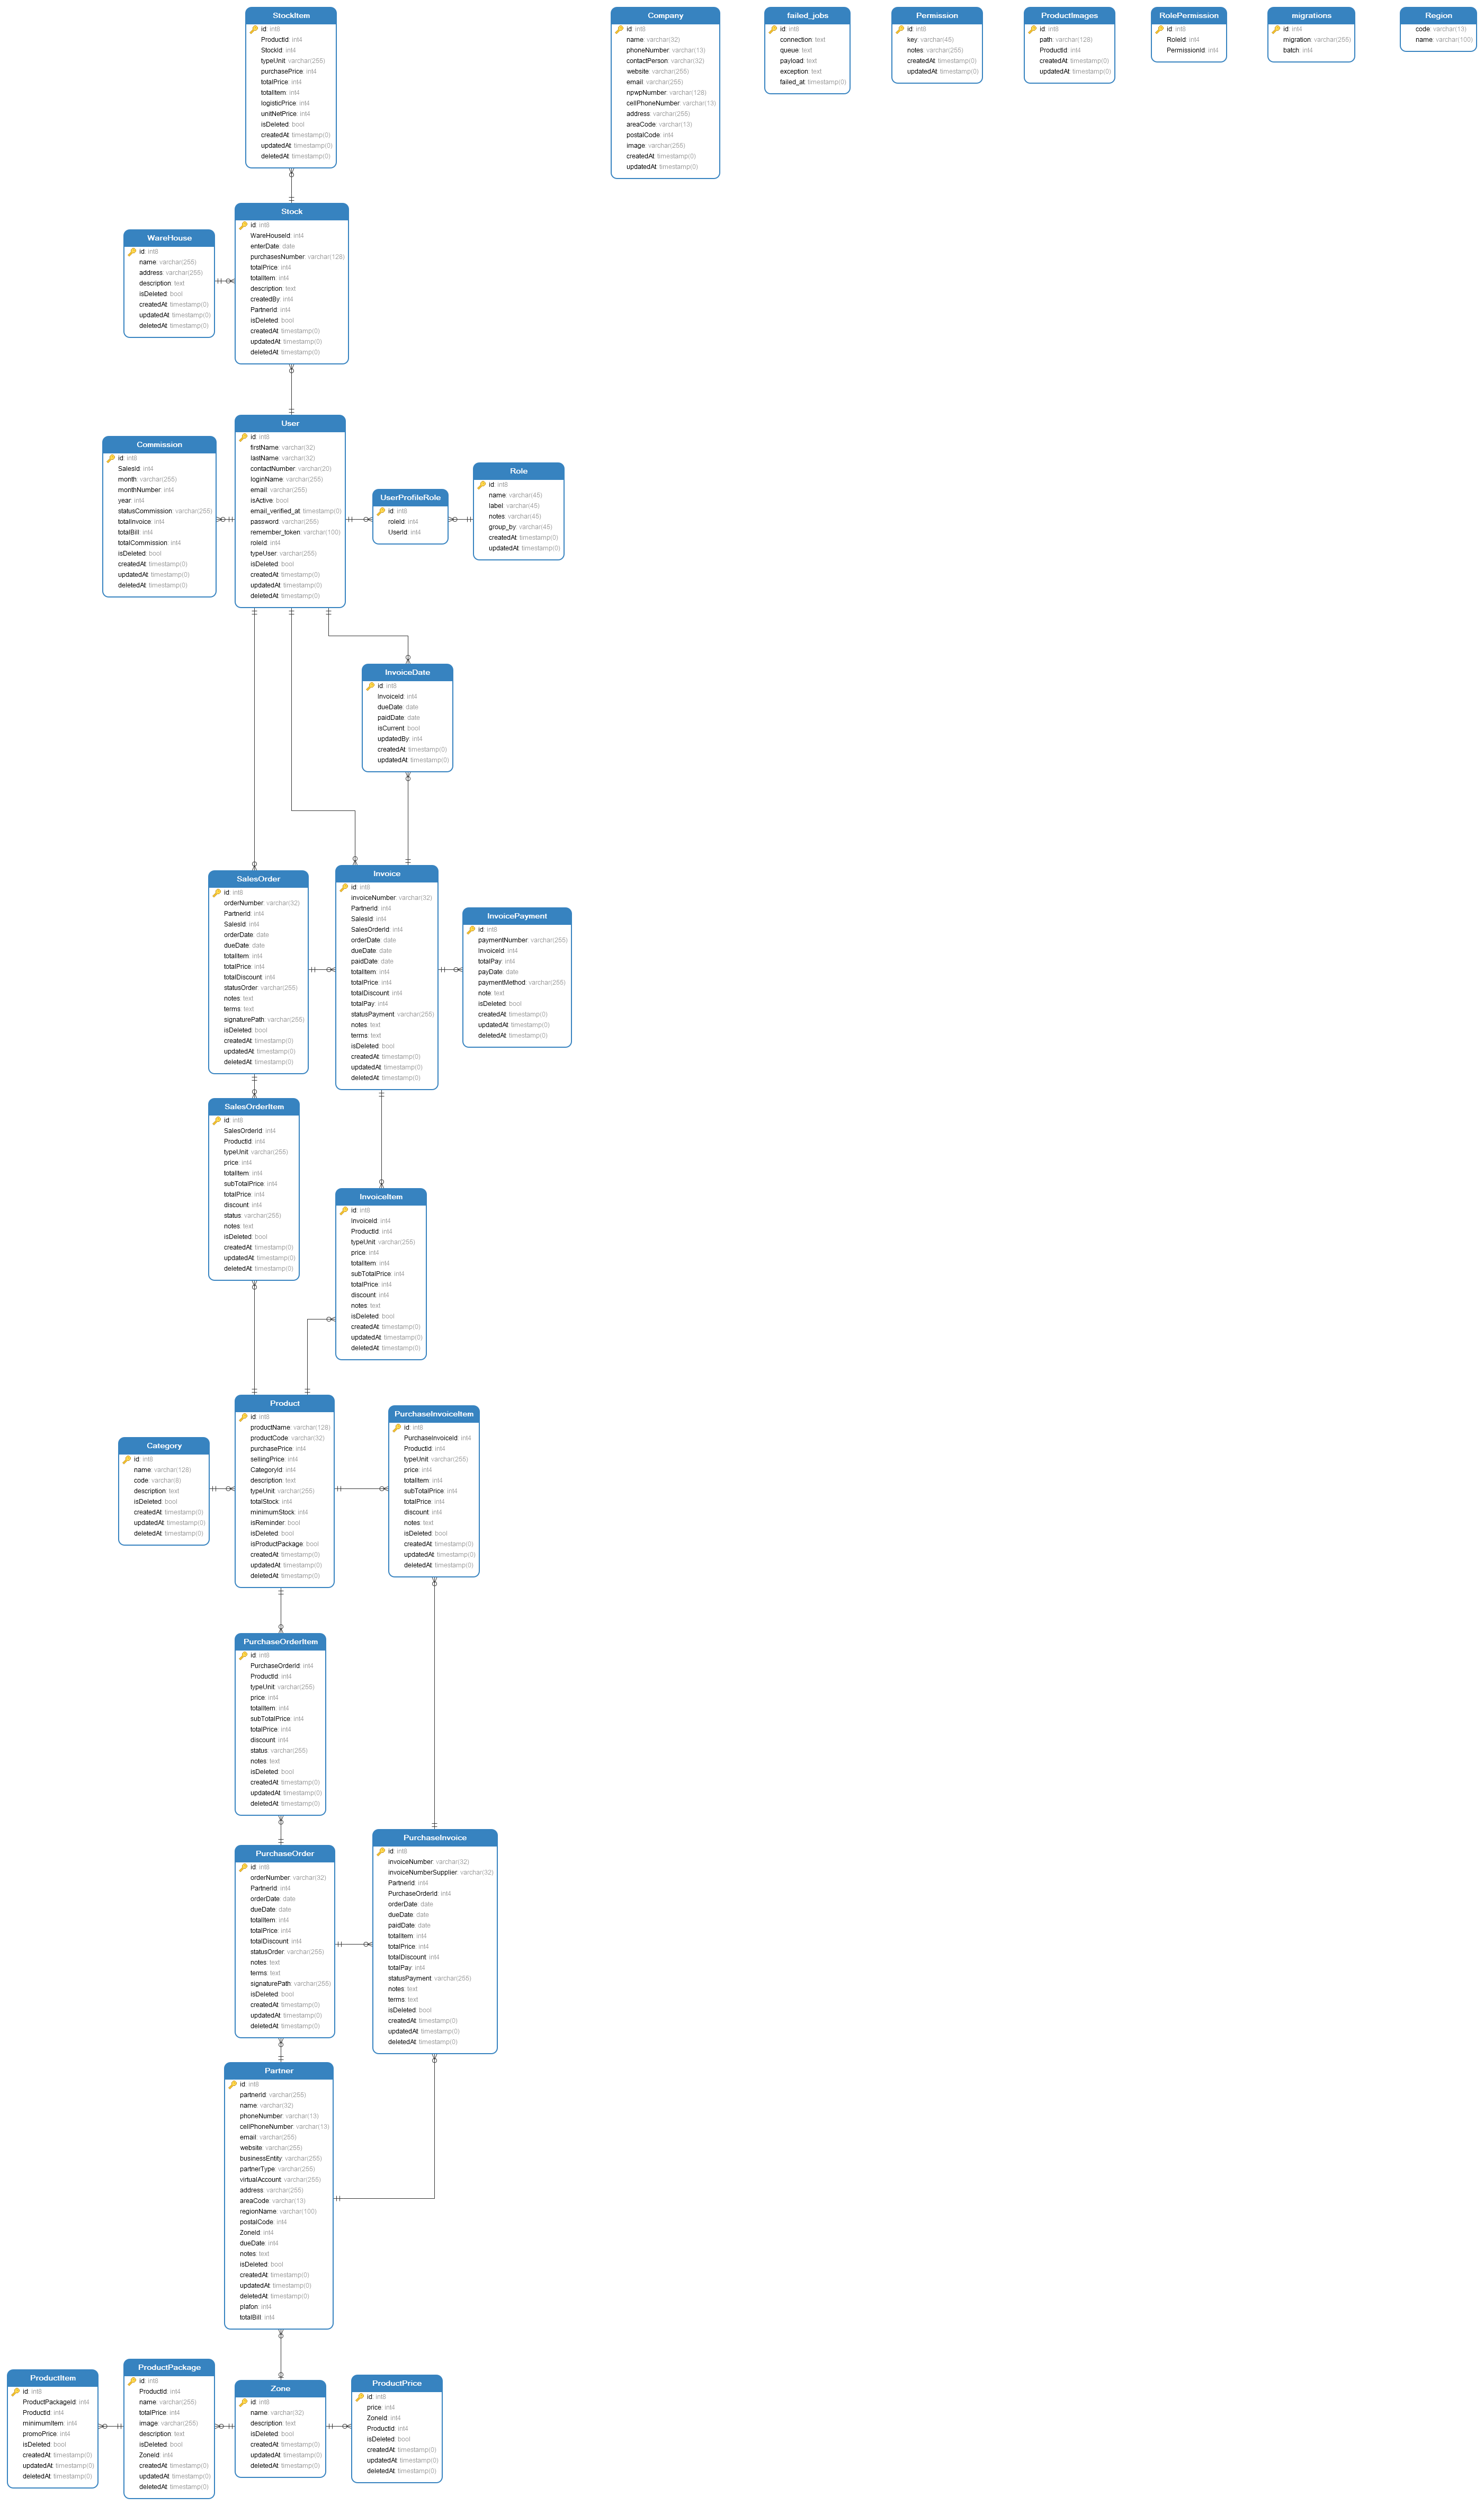 StockItem
id: int8
ProductId: int4
StockId: int4
typeUnit: varchar(255)
purchasePrice: int4
totalPrice: int4
totalItem: int4
logisticPrice: int4
unitNetPrice: int4
isDeleted: bool
createdAt: timestamp(0)
updatedAt: timestamp(0)
deletedAt: timestamp(0)
Company
id: int8
name: varchar(32)
phoneNumber: varchar(13)
contactPerson: varchar(32)
website: varchar(255)
email: varchar(255)
npwpNumber: varchar(128)
cellPhoneNumber: varchar(13)
address: varchar(255)
areaCode: varchar(13)
postalCode: int4
image: varchar(255)
createdAt: timestamp(0)
updatedAt: timestamp(0)
failed_jobs
id: int8
connection: text
queue: text
payload: text
exception: text
failed_at: timestamp(0)
Permission
id: int8
key: varchar(45)
notes: varchar(255)
createdAt: timestamp(0)
updatedAt: timestamp(0)
ProductImages
id: int8
path: varchar(128)
ProductId: int4
createdAt: timestamp(0)
updatedAt: timestamp(0)
RolePermission
id: int8
RoleId: int4
PermissionId: int4
migrations
id: int4
migration: varchar(255)
batch: int4
Region
code: varchar(13)
name: varchar(100)
WareHouse
id: int8
name: varchar(255)
address: varchar(255)
description: text
isDeleted: bool
createdAt: timestamp(0)
updatedAt: timestamp(0)
deletedAt: timestamp(0)
Stock
id: int8
WareHouseId: int4
enterDate: date
purchasesNumber: varchar(128)
totalPrice: int4
totalItem: int4
description: text
createdBy: int4
PartnerId: int4
isDeleted: bool
createdAt: timestamp(0)
updatedAt: timestamp(0)
deletedAt: timestamp(0)
Commission
id: int8
SalesId: int4
month: varchar(255)
monthNumber: int4
year: int4
statusCommission: varchar(255)
totalInvoice: int4
totalBill: int4
totalCommission: int4
isDeleted: bool
createdAt: timestamp(0)
updatedAt: timestamp(0)
deletedAt: timestamp(0)
User
id: int8
firstName: varchar(32)
lastName: varchar(32)
contactNumber: varchar(20)
loginName: varchar(255)
email: varchar(255)
isActive: bool
email_verified_at: timestamp(0)
password: varchar(255)
remember_token: varchar(100)
roleId: int4
typeUser: varchar(255)
isDeleted: bool
createdAt: timestamp(0)
updatedAt: timestamp(0)
deletedAt: timestamp(0)
UserProfileRole
id: int8
roleId: int4
UserId: int4
Role
id: int8
name: varchar(45)
label: varchar(45)
notes: varchar(45)
group_by: varchar(45)
createdAt: timestamp(0)
updatedAt: timestamp(0)
InvoiceDate
id: int8
InvoiceId: int4
dueDate: date
paidDate: date
isCurrent: bool
updatedBy: int4
createdAt: timestamp(0)
updatedAt: timestamp(0)
SalesOrder
id: int8
orderNumber: varchar(32)
PartnerId: int4
SalesId: int4
orderDate: date
dueDate: date
totalItem: int4
totalPrice: int4
totalDiscount: int4
statusOrder: varchar(255)
notes: text
terms: text
signaturePath: varchar(255)
isDeleted: bool
createdAt: timestamp(0)
updatedAt: timestamp(0)
deletedAt: timestamp(0)
Invoice
id: int8
InvoiceNumber: varchar(32)
PartnerId: int4
SalesId: int4
SalesOrderId: int4
orderDate: date
dueDate: date
paidDate: date
totalItem: int4
totalPrice: int4
totalDiscount: int4
totalPay: int4
statusPayment: varchar(255)
notes: text
terms: text
isDeleted: bool
createdAt: timestamp(0)
updatedAt: timestamp(0)
deletedAt: timestamp(0)
InvoicePayment
id: int8
paymentNumber: varchar(255)
InvoiceId: int4
totalPay: int4
payDate: date
paymentMethod: varchar(255)
note: text
isDeleted: bool
createdAt: timestamp(0)
updatedAt: timestamp(0)
deletedAt: timestamp(0)
SalesOrderItem
id: int8
SalesOrderId: int4
ProductId: int4
typeUnit: varchar(255)
price: int4
totalItem: int4
subTotalPrice: int4
totalPrice: int4
discount: int4
status: varchar(255)
notes: text
isDeleted: bool
createdAt: timestamp(0)
updatedAt: timestamp(0)
deletedAt: timestamp(0)
InvoiceItem
id: int8
InvoiceId: int4
ProductId: int4
typeUnit: varchar(255)
price: int4
totalItem: int4
subTotalPrice: int4
totalPrice: int4
discount: int4
notes: text
isDeleted: bool
createdAt: timestamp(0)
updatedAt: timestamp(0)
deletedAt: timestamp(0)
Category
id: int8
name: varchar(128)
code: varchar(8)
description: text
isDeleted: bool
createdAt: timestamp(0)
updatedAt: timestamp(0)
deletedAt: timestamp(0)
Product
id: int8
productName: varchar(128)
productCode: varchar(32)
purchasePrice: int4
sellingPrice: int4
CategoryId: int4
description: text
typeUnit: varchar(255)
totalStock: int4
minimumStock: int4
isReminder: bool
isDeleted: bool
isProductPackage: bool
createdAt: timestamp(0)
updatedAt: timestamp(0)
deletedAt: timestamp(0)
PurchaseInvoiceItem
id: int8
PurchaseInvoiceId: int4
ProductId: int4
typeUnit: varchar(255)
price: int4
totalItem: int4
subTotalPrice: int4
totalPrice: int4
discount: int4
notes: text
isDeleted: bool
createdAt: timestamp(0)
updatedAt: timestamp(0)
deletedAt: timestamp(0)
PurchaseOrderItem
id: int8
PurchaseOrderId: int4
ProductId: int4
typeUnit: varchar(255)
price: int4
totalItem: int4
subTotalPrice: int4
totalPrice: int4
discount: int4
status: varchar(255)
notes: text
isDeleted: bool
createdAt: timestamp(0)
updatedAt: timestamp(0)
deletedAt: timestamp(0)
PurchaseOrder
id: int8
orderNumber: varchar(32)
PartnerId: int4
orderDate: date
dueDate: date
totalItem: int4
totalPrice: int4
totalDiscount: int4
statusOrder: varchar(255)
notes: text
terms: text
signaturePath: varchar(255)
isDeleted: bool
createdAt: timestamp(0)
updatedAt: timestamp(0)
deletedAt: timestamp(0)
PurchaseInvoice
id: int8
invoiceNumber: varchar(32)
invoiceNumberSupplier: varchar(32)
PartnerId: int4
PurchaseOrderId: int4
orderDate: date
dueDate: date
paidDate: date
totalItem: int4
totalPrice: int4
totalDiscount: int4
totalPay: int4
statusPayment: varchar(255)
notes: text
terms: text
isDeleted: bool
createdAt: timestamp(0)
updatedAt: timestamp(0)
deletedAt: timestamp(0)
Partner
id: int8
partnerId: varchar(255)
name: varchar(32)
phoneNumber: varchar(13)
cellPhoneNumber: varchar(13)
email: varchar(255)
website: varchar(255)
businessEntity: varchar(255)
partnerType: varchar(255)
virtualAccount: varchar(255)
address: varchar(255)
areaCode: varchar(13)
regionName: varchar(100)
postalCode: int4
ZoneId: int4
dueDate: int4
notes: text
isDeleted: bool
createdAt: timestamp(0)
updatedAt: timestamp(0)
deletedAt: timestamp(0)
plafon: int4
totalBill: int4
ProductItem
id: int8
ProductPackageId: int4
ProductId: int4
minimumItem: int4
promoPrice: int4
isDeleted: bool
createdAt: timestamp(0)
updatedAt: timestamp(0)
deletedAt: timestamp(0)
ProductPackage
id: int8
ProductId: int4
name: varchar(255)
totalPrice: int4
image: varchar(255)
description: text
isDeleted: bool
ZoneId: int4
createdAt: timestamp(0)
updatedAt: timestamp(0)
deletedAt: timestamp(0)
Zone
id: int8
name: varchar(32)
description: text
isDeleted: bool
createdAt: timestamp(0)
updatedAt: timestamp(0)
deletedAt: timestamp(0)
ProductPrice
id: int8
price: int4
ZoneId: int4
ProductId: int4
isDeleted: bool
createdAt: timestamp(0)
updatedAt: timestamp(0)
deletedAt: timestamp(0)